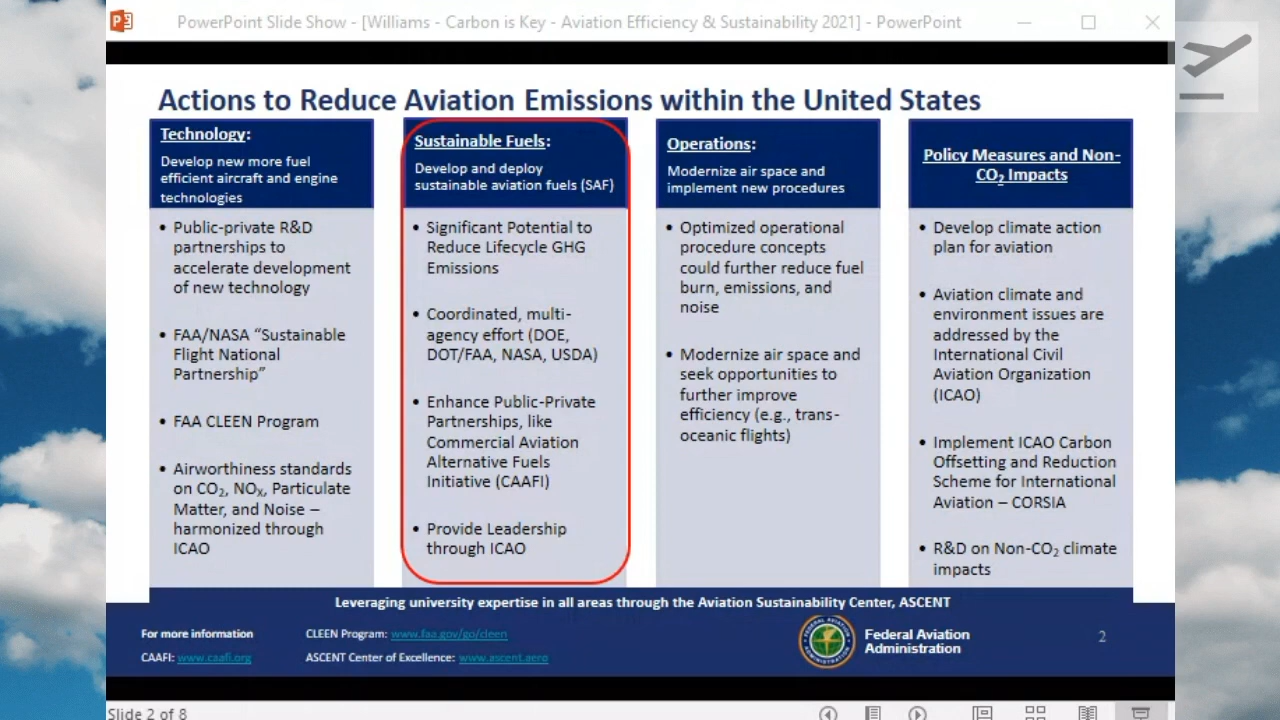 PowerPoint Slide Show - [Williams - Carbon is Key - Aviation Efficiency & Sustainability 2021] - PowerPoint
Actions to Reduce Aviation Emissions within the United States
Technology:
Develop new more fuel
efficient aircraft and engine
technologies
• Public-private R&D
partnerships to
accelerate development
of new technology
• FAA/NASA “Sustainable
Flight National
Partnership”
• FAA CLEEN Program
• Airworthiness standards
on CO₂, NOₓ, Particulate
Matter, and Noise –
harmonized through
ICAO
Sustainable Fuels:
Develop and deploy
sustainable aviation fuels (SAF)
• Significant Potential to
Reduce Lifecycle GHG
Emissions
• Coordinated, multi-
agency effort (DOE,
DOT/FAA, NASA, USDA)
• Enhance Public-Private
Partnerships, like
Commercial Aviation
Alternative Fuels
Initiative (CAAFI)
• Provide Leadership
through ICAO
Operations:
Modernize air space and
implement new procedures
• Optimized operational
procedure concepts
could further reduce fuel
burn, emissions, and
noise
• Modernize air space and
seek opportunities to
further improve
efficiency (e.g., trans-
oceanic flights)
Policy Measures and Non-
CO₂ Impacts
• Develop climate action
plan for aviation
• Aviation climate and
environment issues are
addressed by the
International Civil
Aviation Organization
(ICAO)
• Implement ICAO Carbon
Offsetting and Reduction
Scheme for International
Aviation – CORSIA
• R&D on Non-CO₂ climate
impacts
Leveraging university expertise in all areas through the Aviation Sustainability Center, ASCENT
For more information
CAAFI: www.caafi.org
CLEEN Program: www.faa.gov/go/cleen
ASCENT Center of Excellence: www.ascent.aero
FEDERAL AVIATION
ADMINISTRATION
Federal Aviation
Administration
2
Slide 2 of 8